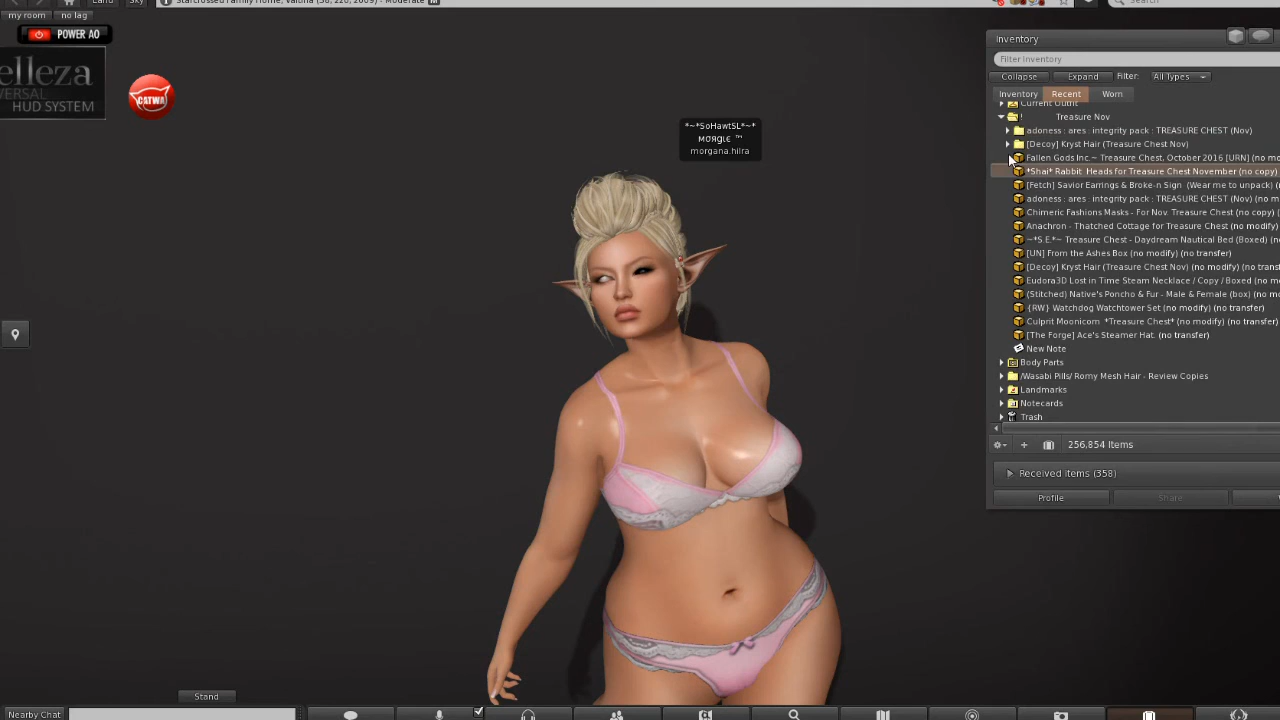 Land
Sky
Starcrossed Family Home, Valuna (56, 226, 2009) - Moderate
Search
my room
no lag
POWER AO
elleza
VERSAL
HUD SYSTEM
CATWA
*~*SoHawtSL*~*
мσяgιє ™
morgana.hilra
Inventory
Filter Inventory
Collapse
Expand
Filter:
All Types
Inventory
Recent
Worn
Current Outfit
! Treasure Nov
adoness : ares : integrity pack : TREASURE CHEST (Nov)
[Decoy] Kryst Hair (Treasure Chest Nov)
Fallen Gods Inc.~ Treasure Chest, October 2016 [URN] (no mo
*Shai* Rabbit Heads for Treasure Chest November (no copy)
[Fetch] Savior Earrings & Broke-n Sign (Wear me to unpack) (
adoness : ares : integrity pack : TREASURE CHEST (Nov) (no m
Chimeric Fashions Masks - For Nov. Treasure Chest (no copy) (
Anachron - Thatched Cottage for Treasure Chest (no modify) (
~*S.E.*~ Treasure Chest - Daydream Nautical Bed (Boxed) (n
[UN] From the Ashes Box (no modify) (no transfer)
[Decoy] Kryst Hair (Treasure Chest Nov) (no modify) (no transf
Eudora3D Lost in Time Steam Necklace / Copy / Boxed (no m
{Stitched} Native's Poncho & Fur - Male & Female (box) (no m
{RW} Watchdog Watchtower Set (no modify) (no transfer)
Culprit Moonicorn *Treasure Chest* (no modify) (no transfer)
[The Forge] Ace's Steamer Hat. (no transfer)
New Note
Body Parts
/Wasabi Pills/ Romy Mesh Hair - Review Copies
Landmarks
Notecards
Trash
256,854 Items
Received Items (358)
Profile
Share
Stand
Nearby Chat